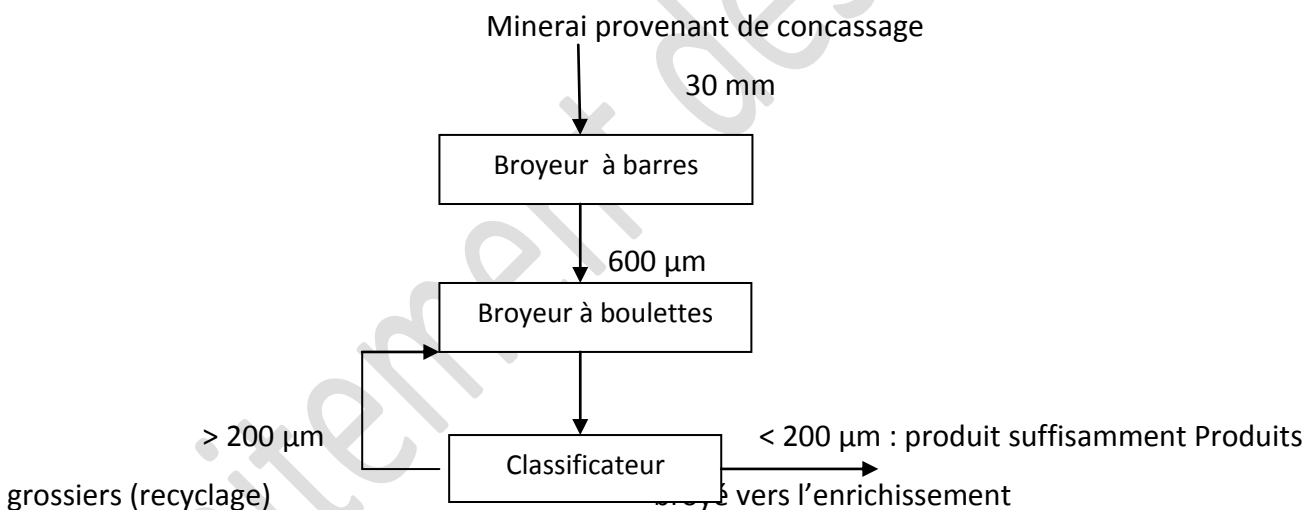 Minerai provenant de concassage
30 mm
Broyeur à barres
600 µm
Broyeur à boulettes
> 200 µm
< 200 µm : produit suffisamment Produits
Classificateur
grossiers (recyclage)
broyé vers l’enrichissement